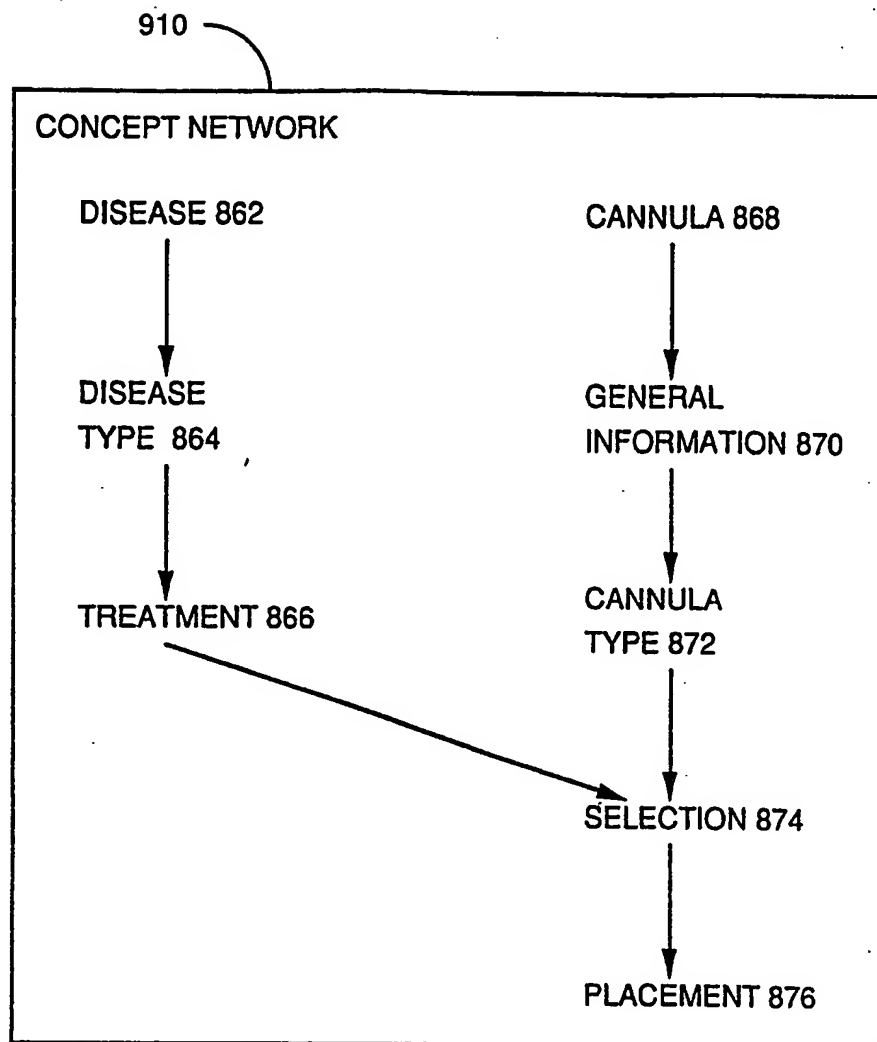 910
CONCEPT NETWORK
DISEASE 862
CANNULA 868
DISEASE
TYPE 864
GENERAL
INFORMATION 870
TREATMENT 866
CANNULA
TYPE 872
SELECTION 874
PLACEMENT 876